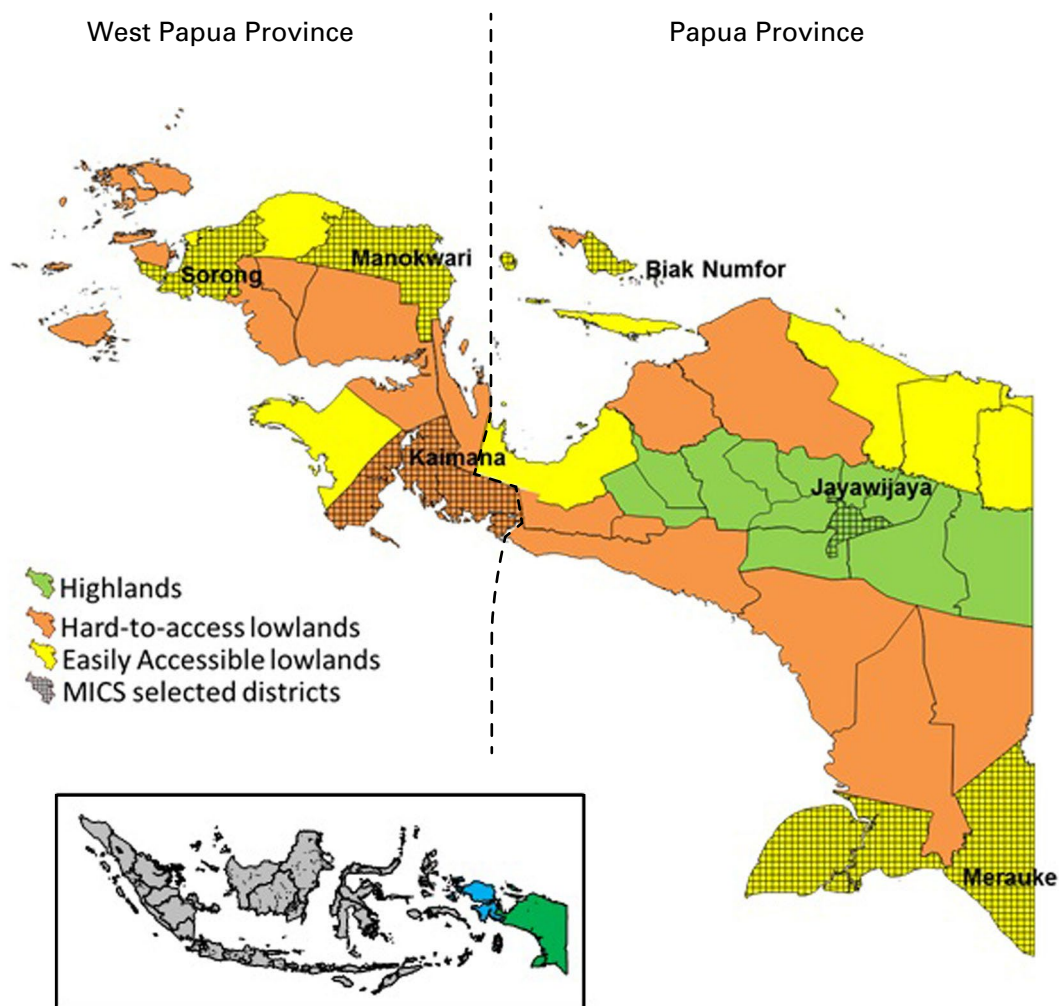 West Papua Province
Papua Province
Manokwari
Sorong
Biak Numfor
Kaimana
Jayawijaya
Highlands
Hard-to-access lowlands
Easily Accessible lowlands
MICS selected districts
Merauke